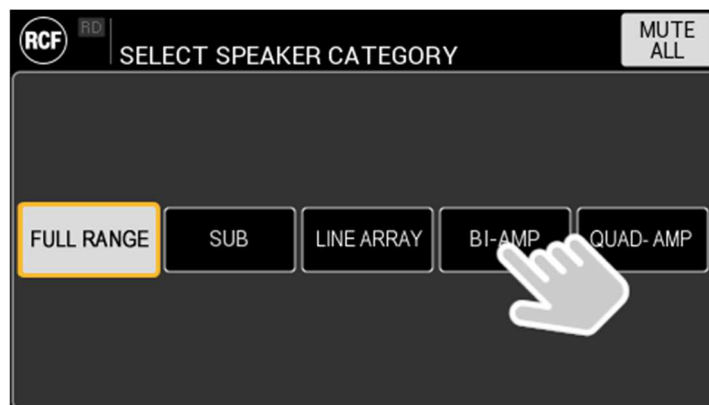 RCF
RD
SELECT SPEAKER CATEGORY
MUTE
ALL
FULL RANGE
SUB
LINE ARRAY
BI-AMP
QUAD- AMP